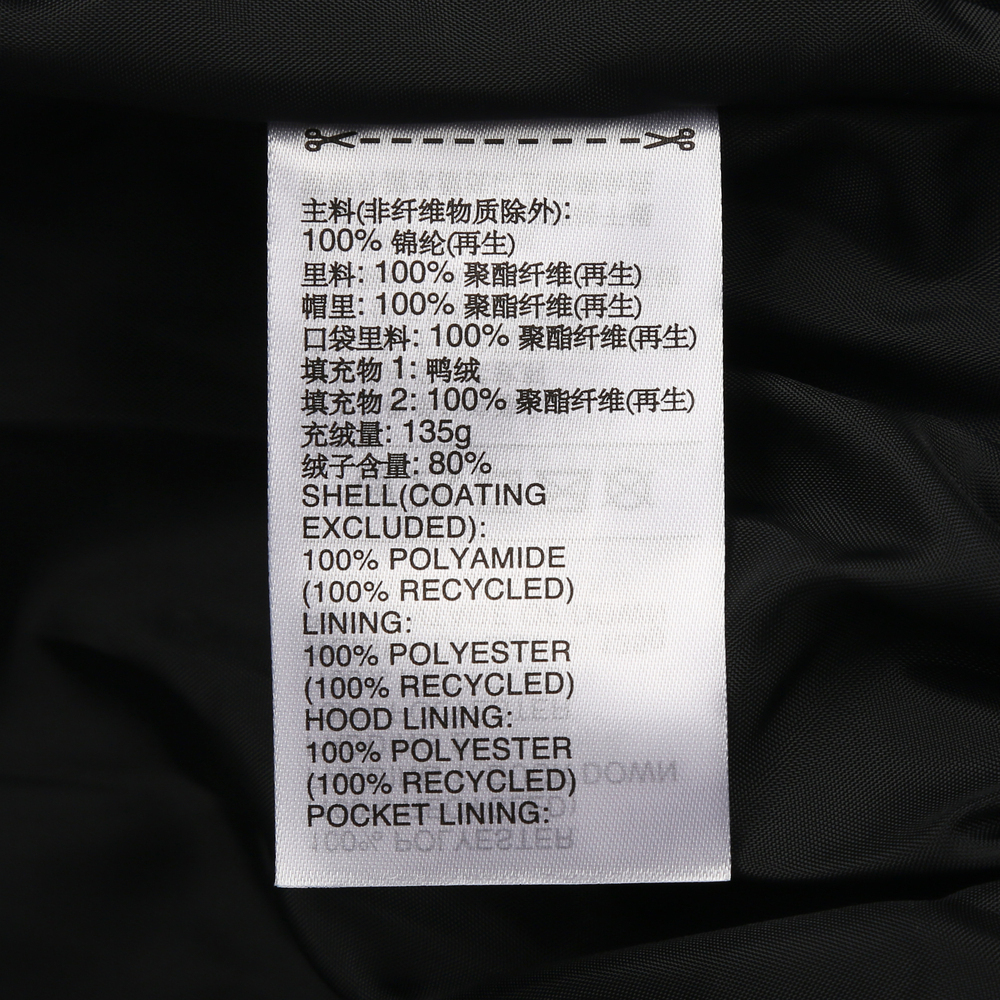 主料(非纤维物质除外):
100% 锦纶(再生)
里料: 100% 聚酯纤维(再生)
帽里: 100% 聚酯纤维(再生)
口袋里料: 100% 聚酯纤维(再生)
填充物 1: 鸭绒
填充物 2: 100% 聚酯纤维(再生)
充绒量: 135g
绒子含量: 80%
SHELL(COATING
EXCLUDED):
100% POLYAMIDE
(100% RECYCLED)
LINING:
100% POLYESTER
(100% RECYCLED)
HOOD LINING:
100% POLYESTER
(100% RECYCLED)
POCKET LINING: